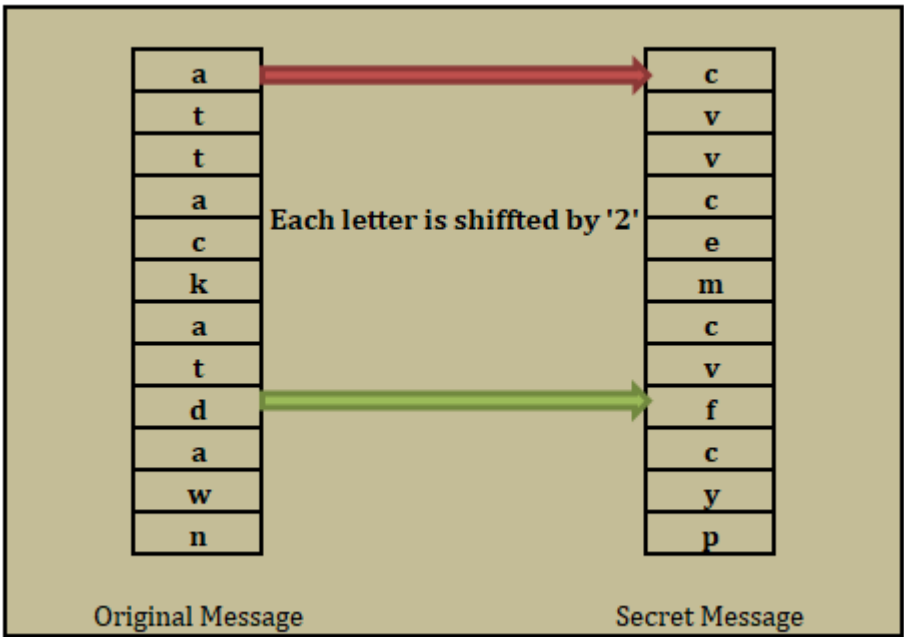 a c
t v
t v
a c
Each letter is shiffted by '2'
c e
k m
a c
t v
d f
a c
w y
n p
Original Message Secret Message